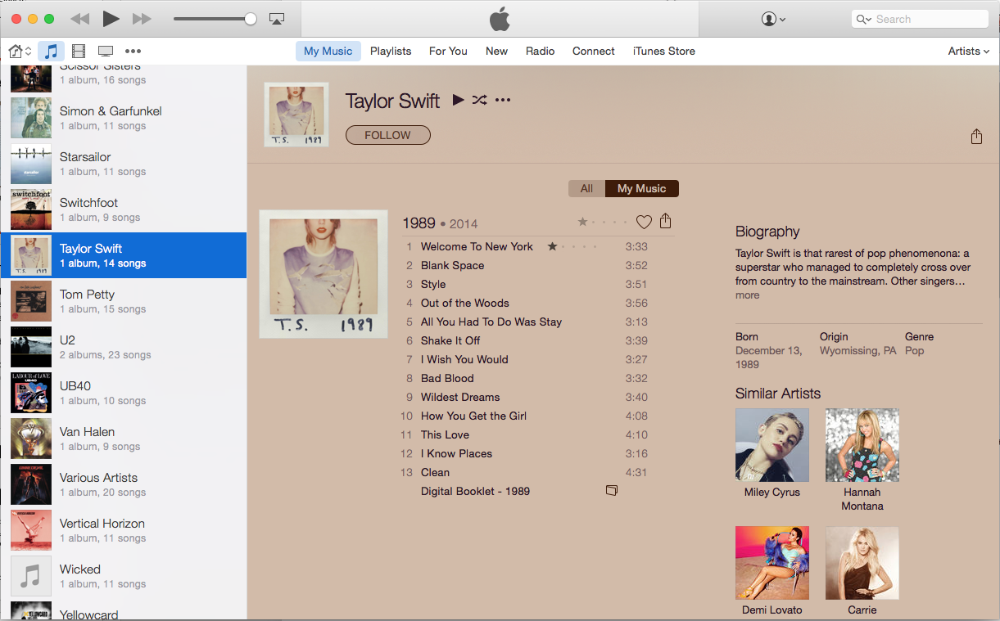 Search
My Music
Playlists
For You
New
Radio
Connect
iTunes Store
Artists
Scissor Sisters
1 album, 16 songs
Simon & Garfunkel
1 album, 11 songs
Starsailor
1 album, 11 songs
Switchfoot
1 album, 9 songs
Taylor Swift
1 album, 14 songs
Tom Petty
1 album, 15 songs
U2
2 albums, 23 songs
UB40
1 album, 10 songs
Van Halen
1 album, 9 songs
Various Artists
1 album, 20 songs
Vertical Horizon
1 album, 11 songs
Wicked
1 album, 11 songs
Yellowcard
starsailor
switchfoot
LABOUR of LOVE
UB40
YELLOWCARD
T.S. 1989
Taylor Swift
FOLLOW
All
My Music
T.S. 1989
1989 • 2014
1 Welcome To New York 3:33
2 Blank Space 3:52
3 Style 3:51
4 Out of the Woods 3:56
5 All You Had To Do Was Stay 3:13
6 Shake It Off 3:39
7 I Wish You Would 3:27
8 Bad Blood 3:32
9 Wildest Dreams 3:40
10 How You Get the Girl 4:08
11 This Love 4:10
12 I Know Places 3:16
13 Clean 4:31
Digital Booklet - 1989
Biography
Taylor Swift is that rarest of pop phenomenona: a
superstar who managed to completely cross over
from country to the mainstream. Other singers…
more
Born
December 13,
1989
Origin
Wyomissing, PA
Genre
Pop
Similar Artists
Miley Cyrus
Hannah
Montana
Demi Lovato
Carrie